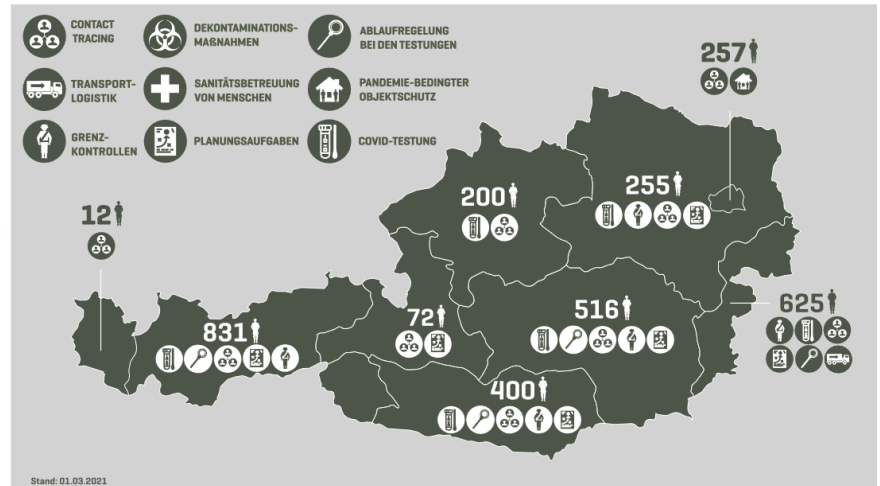 CONTACT
TRACING
DEKONTAMINATIONS-
MAßNAHMEN
ABLAUFREGELUNG
BEI DEN TESTUNGEN
TRANSPORT-
LOGISTIK
SANITÄTSBETREUUNG
VON MENSCHEN
PANDEMIE-BEDINGTER
OBJEKTSCHUTZ
GRENZ-
KONTROLLEN
PLANUNGSAUFGABEN
COVID-TESTUNG
257
255
200
12
831
72
516
625
400
Stand: 01.03.2021